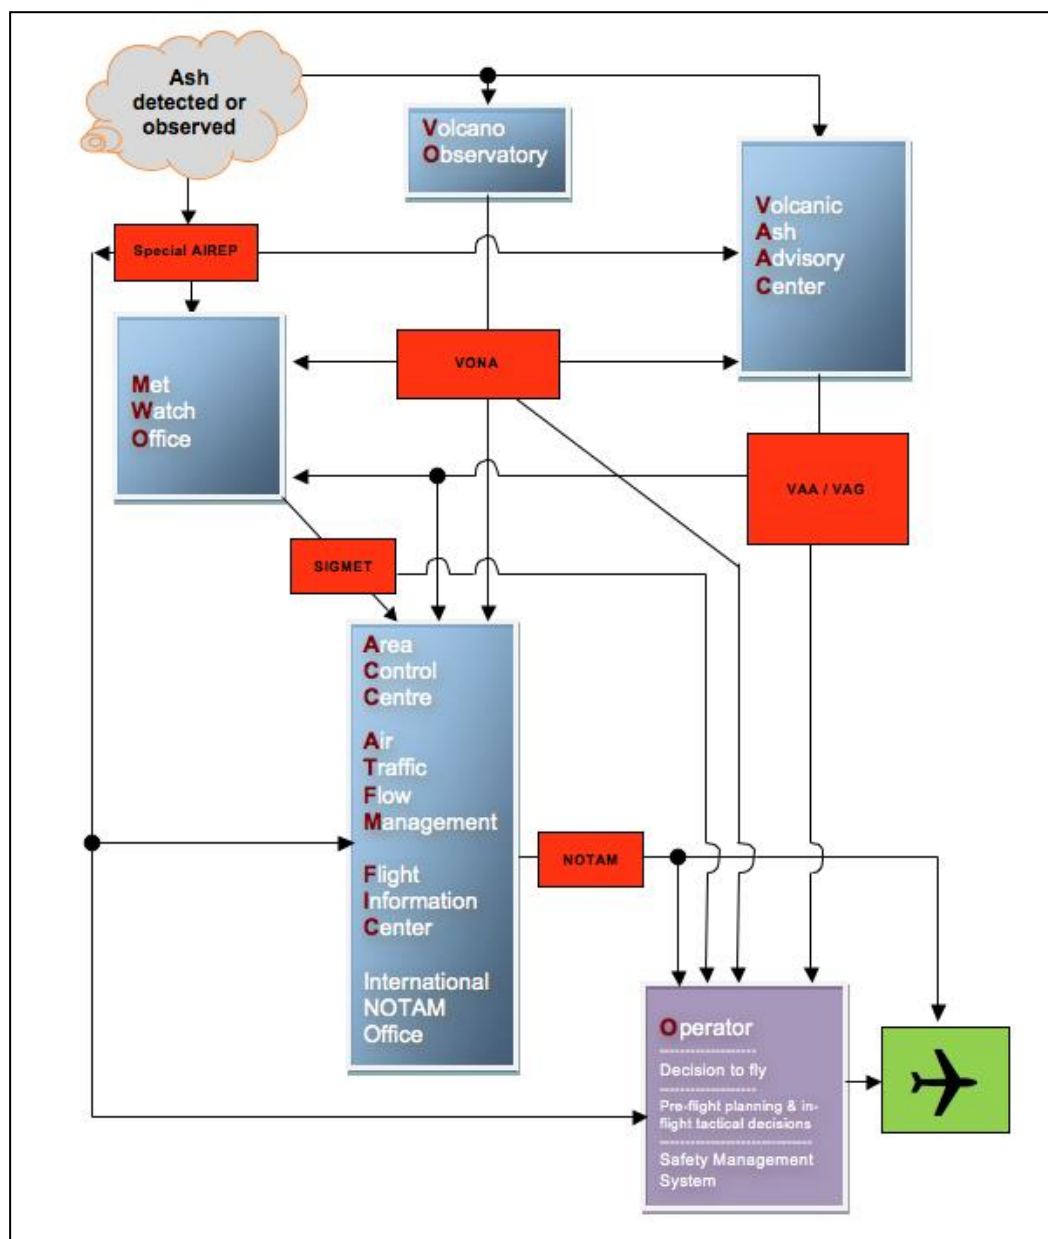 Ash
detected or
observed
Volcano
Observatory
Volcanic
Ash
Advisory
Center
Special AIREP
VONA
Met
Watch
Office
VAA / VAG
SIGMET
Area
Control
Centre
Air
Traffic
Flow
Management
Flight
Information
Center
International
NOTAM
Office
NOTAM
Operator
Decision to fly
Pre-flight planning & in-
flight tactical decisions
Safety Management
System